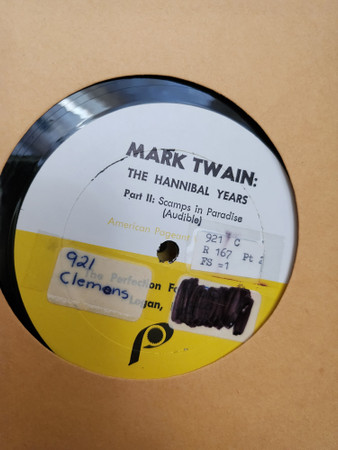 MARK TWAIN:
THE HANNIBAL YEARS
Part II: Scamps in Paradise
(Audible)
American
921 C
R 167 Pt 2
FS =1
921
Clemens
The Perfection
Logan,